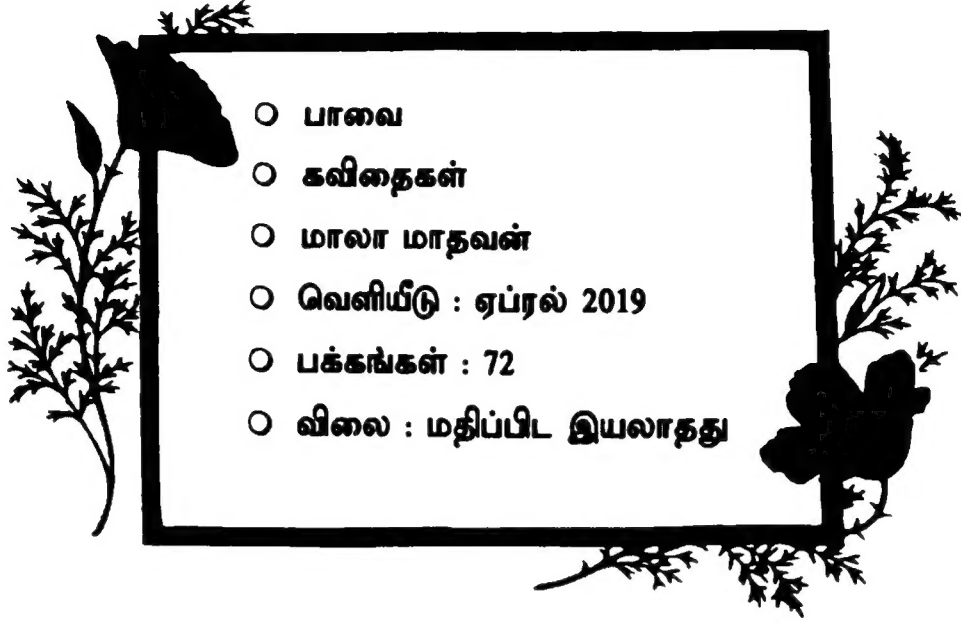 ○ பாவை
○ கவிதைகள்
○ மாலா மாதவன்
○ வெளியீடு : ஏப்ரல் 2019
○ பக்கங்கள் : 72
○ விலை : மதிப்பிட இயலாதது